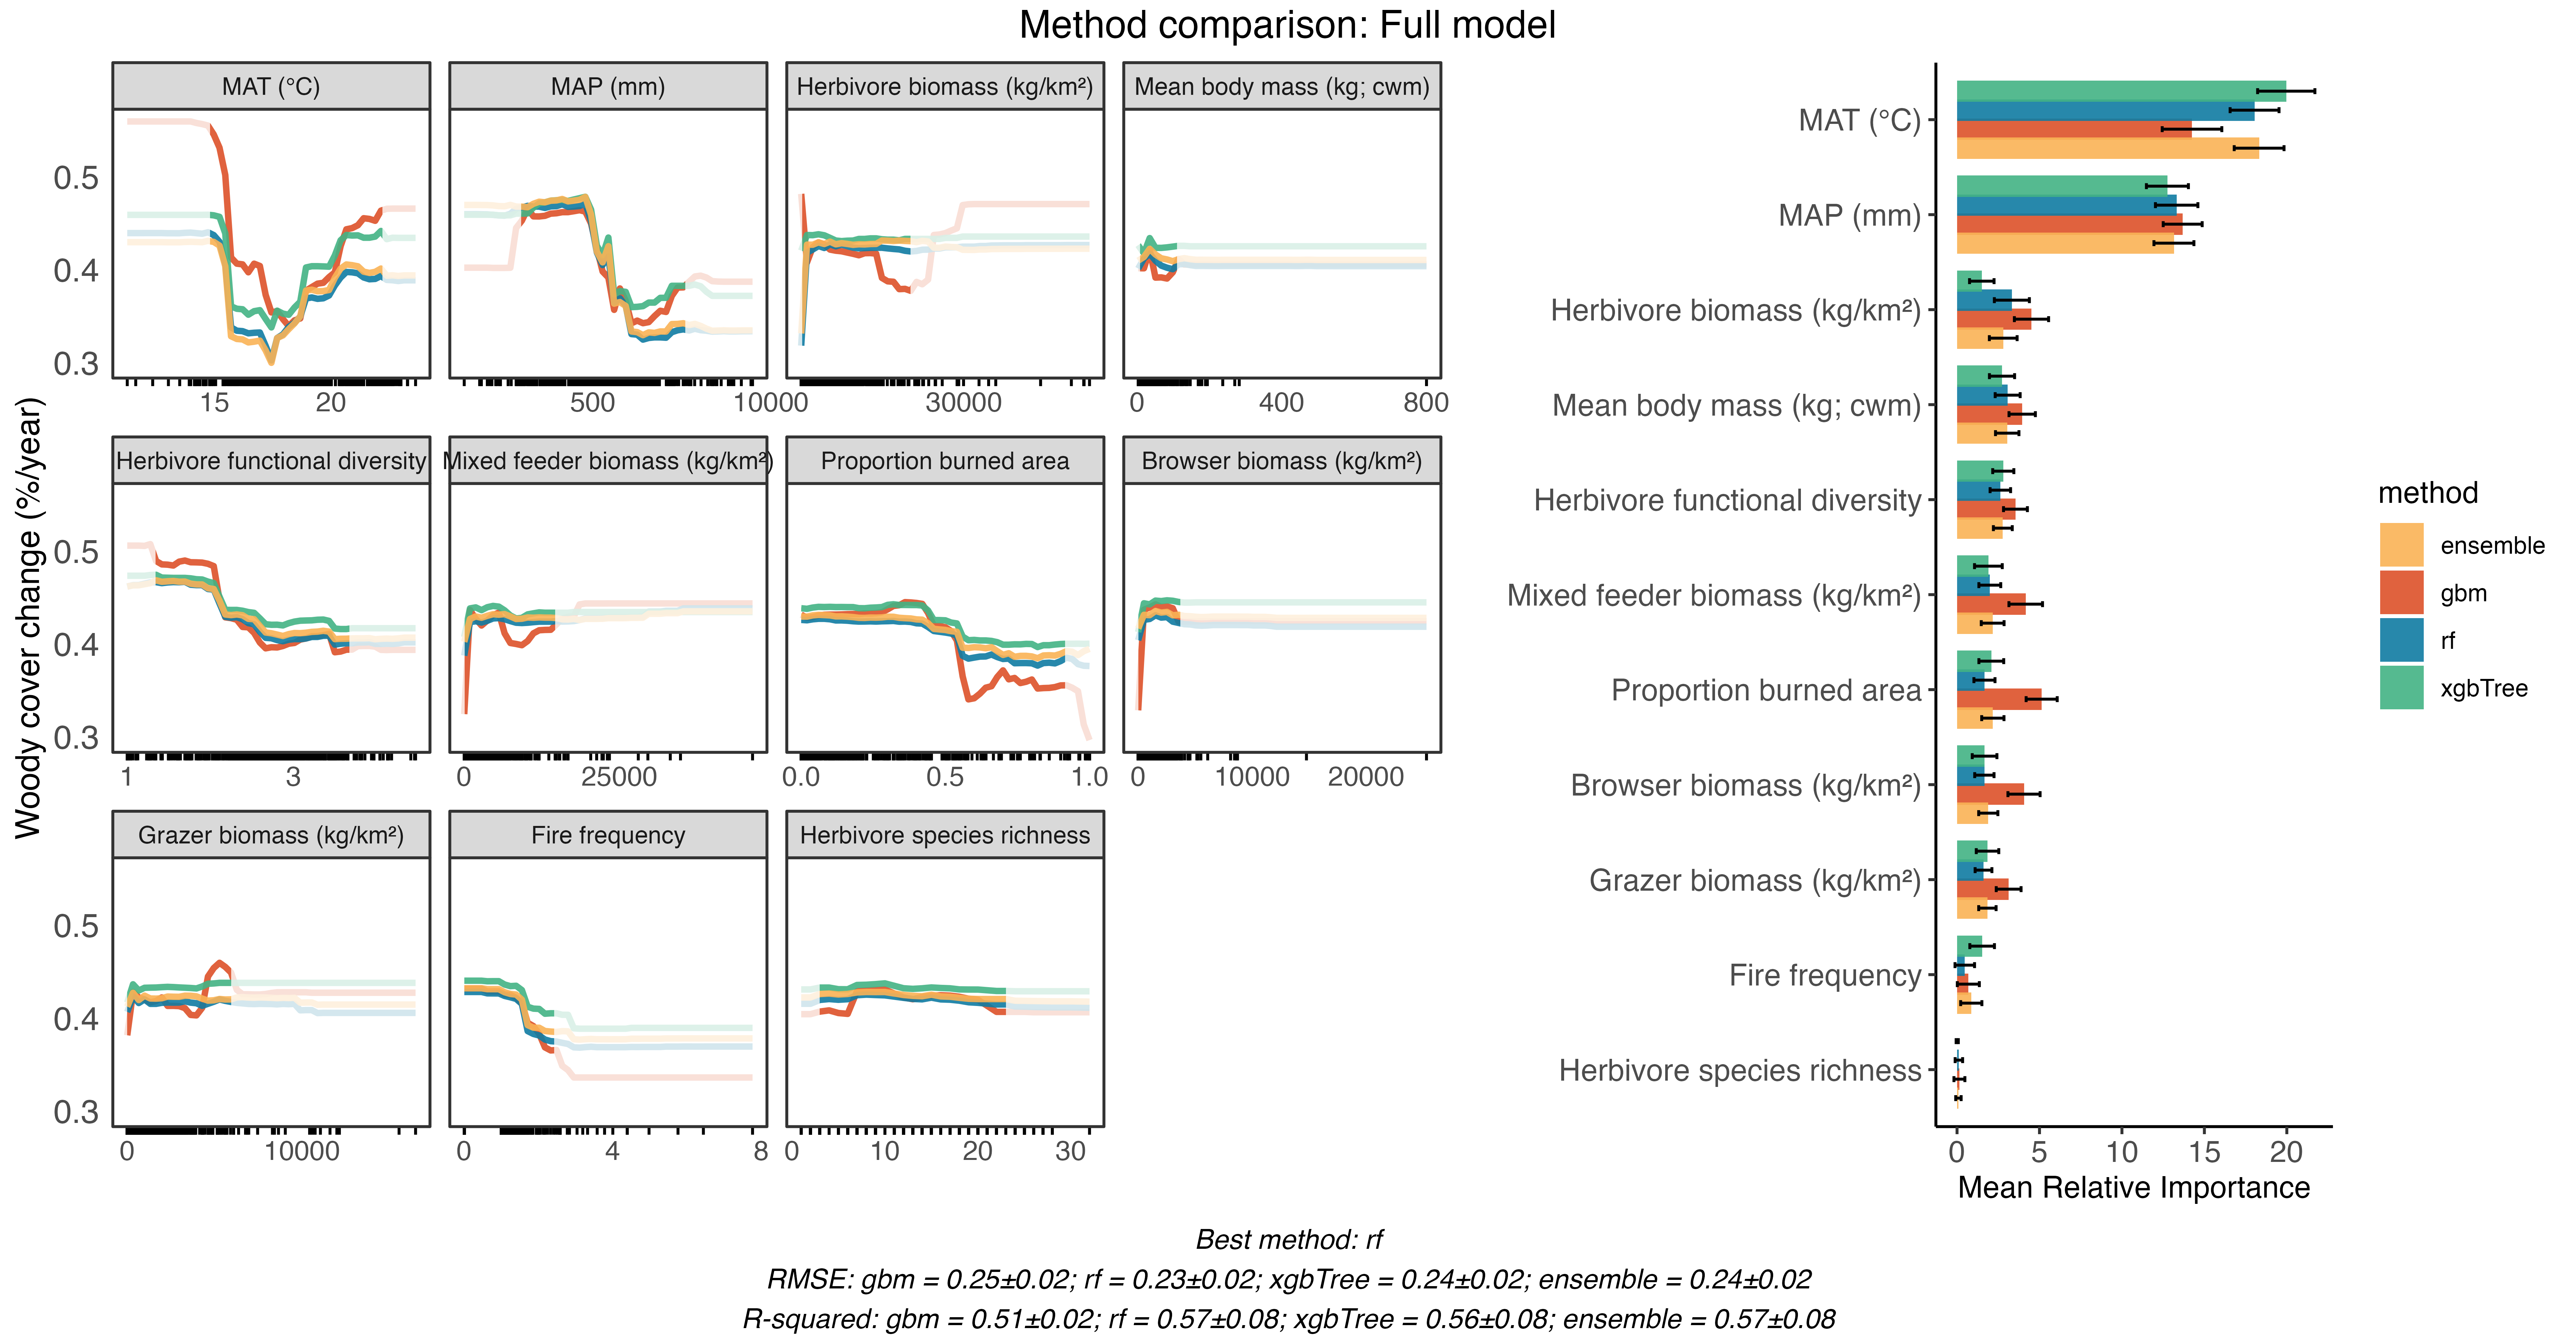 Method comparison: Full model
MAT (°C)
MAP (mm)
Herbivore biomass (kg/km²)
Mean body mass (kg; cwm)
0.5
0.4
0.3
15 20
500 1000
0 30000
0 400 800
Woody cover change (%/year)
Herbivore functional diversity
Mixed feeder biomass (kg/km²)
Proportion burned area
Browser biomass (kg/km²)
0.5
0.4
0.3
1 3
0 25000
0.0 0.5 1.0
0 10000 20000
Grazer biomass (kg/km²)
Fire frequency
Herbivore species richness
0.5
0.4
0.3
0 10000
0 4 8
0 10 20 30
MAT (°C)
MAP (mm)
Herbivore biomass (kg/km²)
Mean body mass (kg; cwm)
Herbivore functional diversity
Mixed feeder biomass (kg/km²)
Proportion burned area
Browser biomass (kg/km²)
Grazer biomass (kg/km²)
Fire frequency
Herbivore species richness
0 5 10 15 20
Mean Relative Importance
method
ensemble
gbm
rf
xgbTree
Best method: rf
RMSE: gbm = 0.25±0.02; rf = 0.23±0.02; xgbTree = 0.24±0.02; ensemble = 0.24±0.02
R-squared: gbm = 0.51±0.02; rf = 0.57±0.08; xgbTree = 0.56±0.08; ensemble = 0.57±0.08